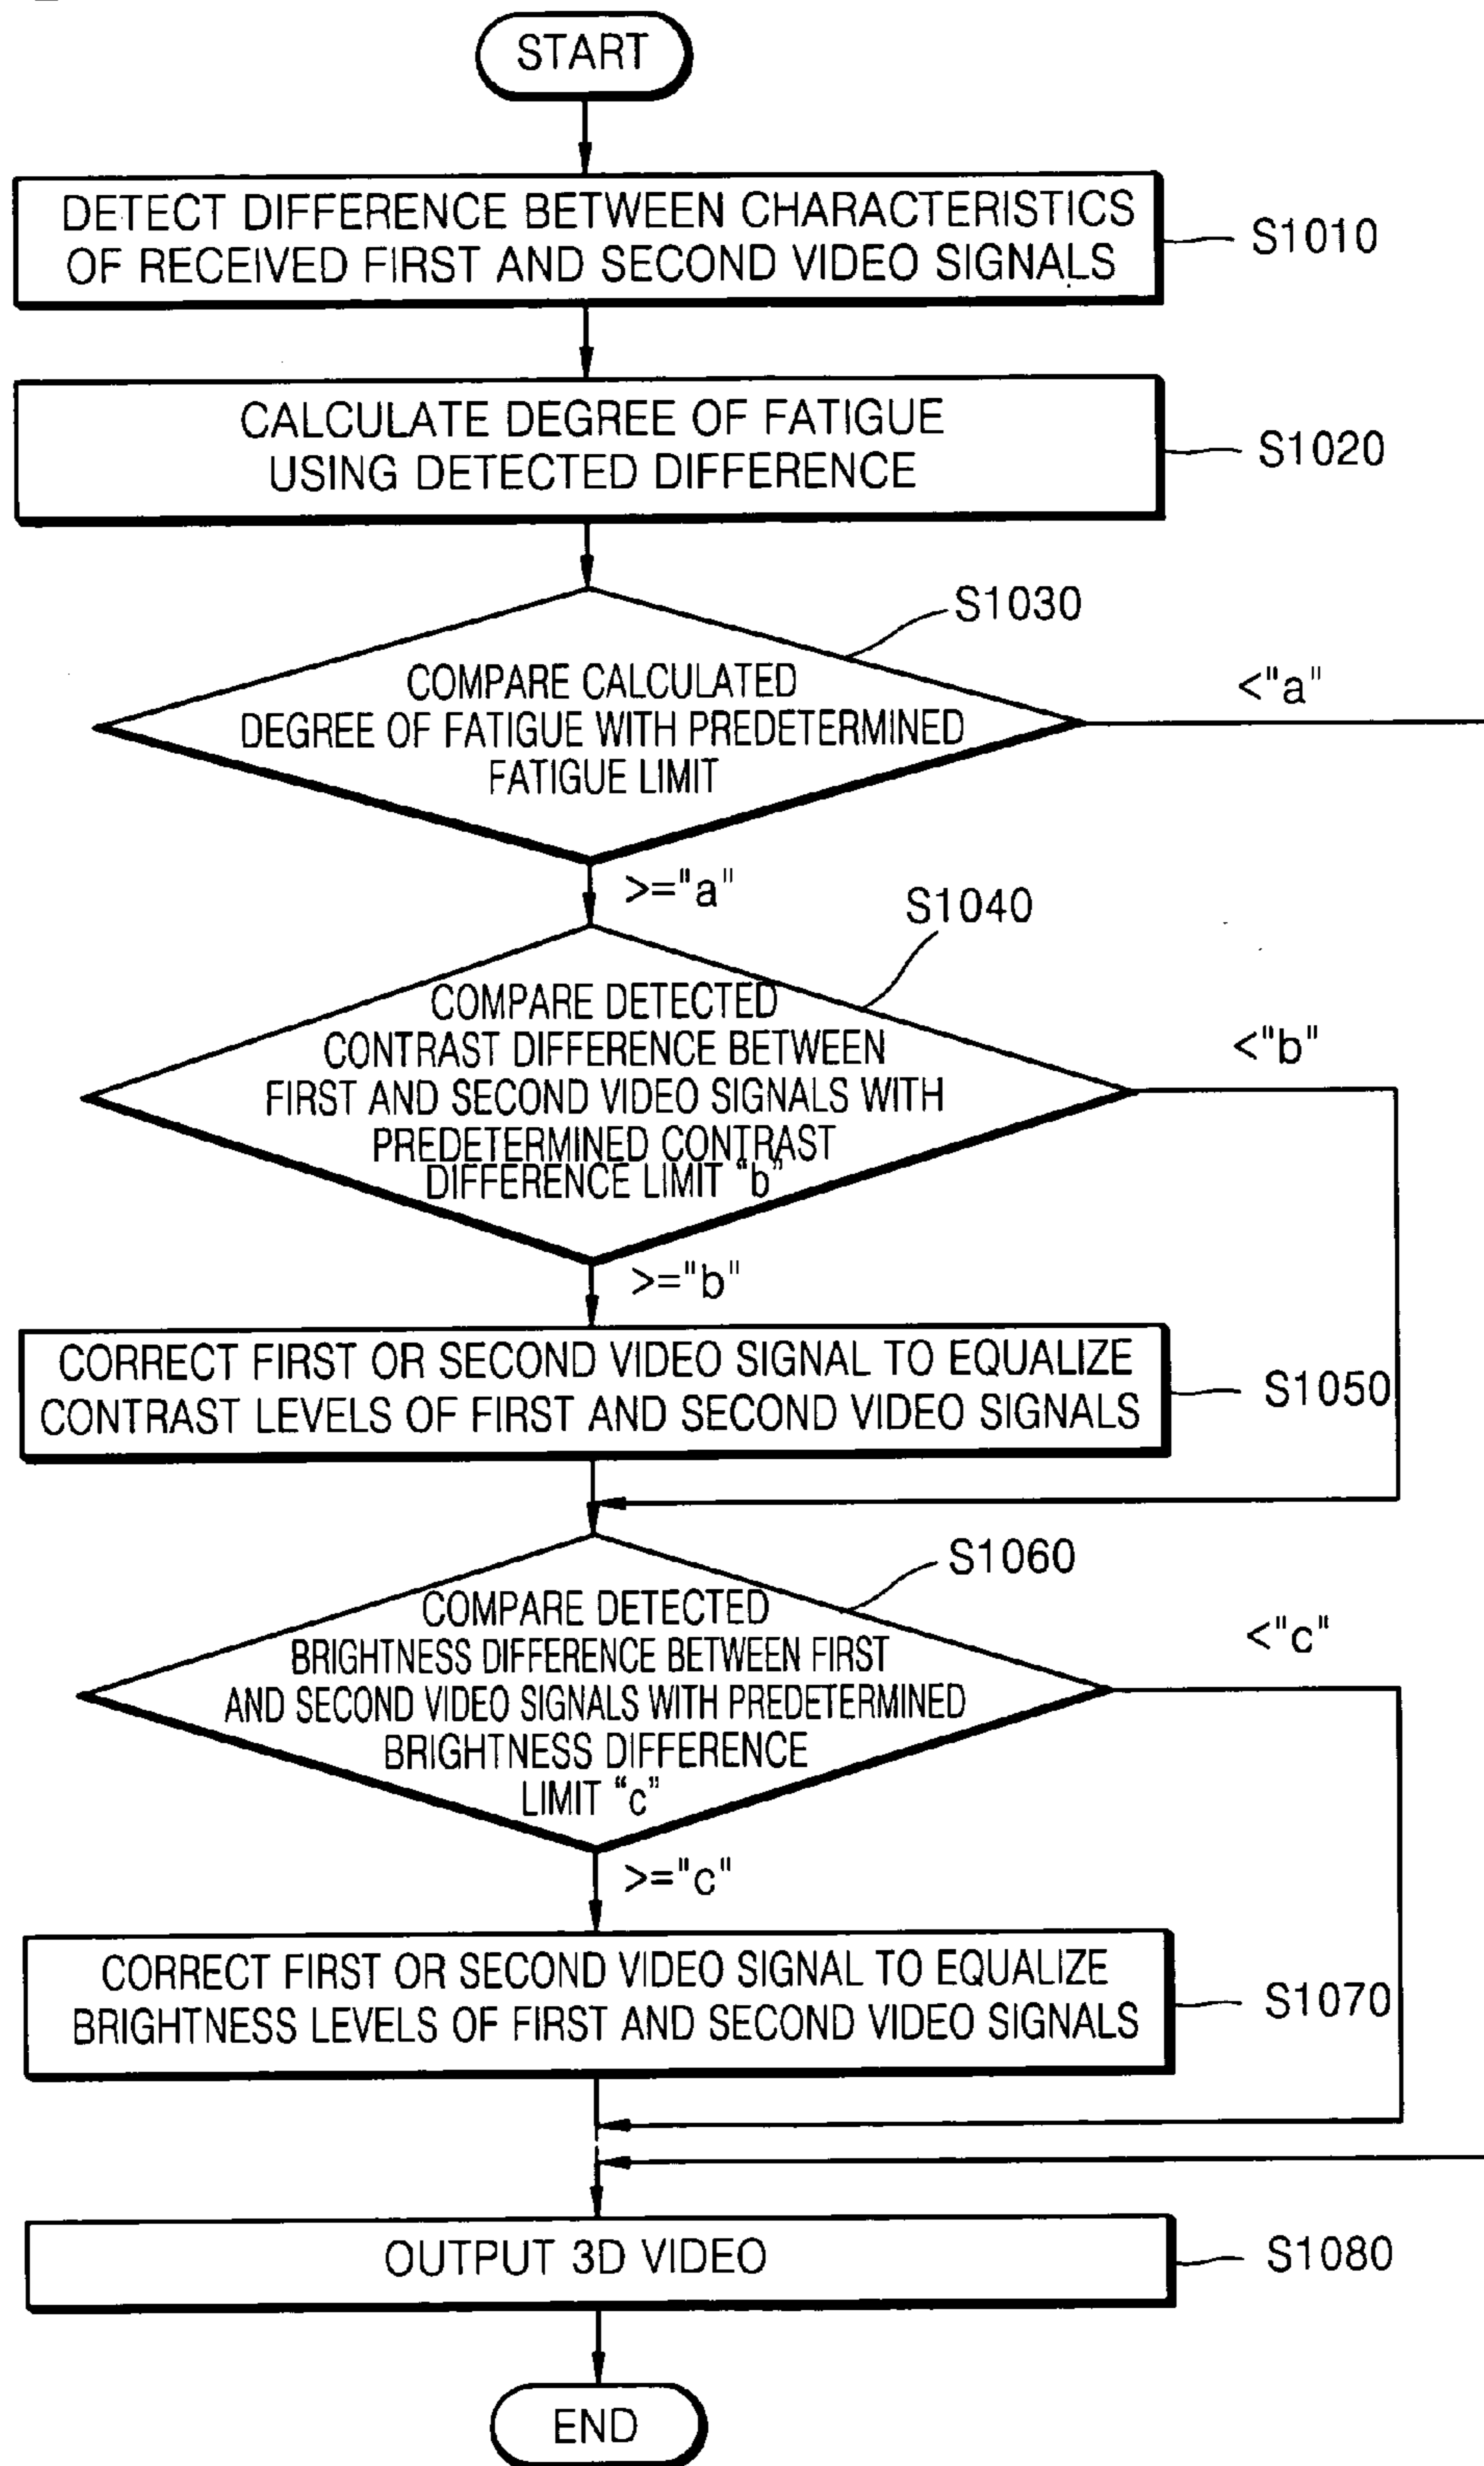 START
DETECT DIFFERENCE BETWEEN CHARACTERISTICS
OF RECEIVED FIRST AND SECOND VIDEO SIGNALS
S1010
CALCULATE DEGREE OF FATIGUE
USING DETECTED DIFFERENCE
S1020
S1030
COMPARE CALCULATED
DEGREE OF FATIGUE WITH PREDETERMINED
FATIGUE LIMIT
<"a"
>="a"
S1040
COMPARE DETECTED
CONTRAST DIFFERENCE BETWEEN
FIRST AND SECOND VIDEO SIGNALS WITH
PREDETERMINED CONTRAST
DIFFERENCE LIMIT "b"
<"b"
>="b"
CORRECT FIRST OR SECOND VIDEO SIGNAL TO EQUALIZE
CONTRAST LEVELS OF FIRST AND SECOND VIDEO SIGNALS
S1050
S1060
COMPARE DETECTED
BRIGHTNESS DIFFERENCE BETWEEN FIRST
AND SECOND VIDEO SIGNALS WITH PREDETERMINED
BRIGHTNESS DIFFERENCE
LIMIT "c"
<"c"
>="c"
CORRECT FIRST OR SECOND VIDEO SIGNAL TO EQUALIZE
BRIGHTNESS LEVELS OF FIRST AND SECOND VIDEO SIGNALS
S1070
OUTPUT 3D VIDEO
S1080
END